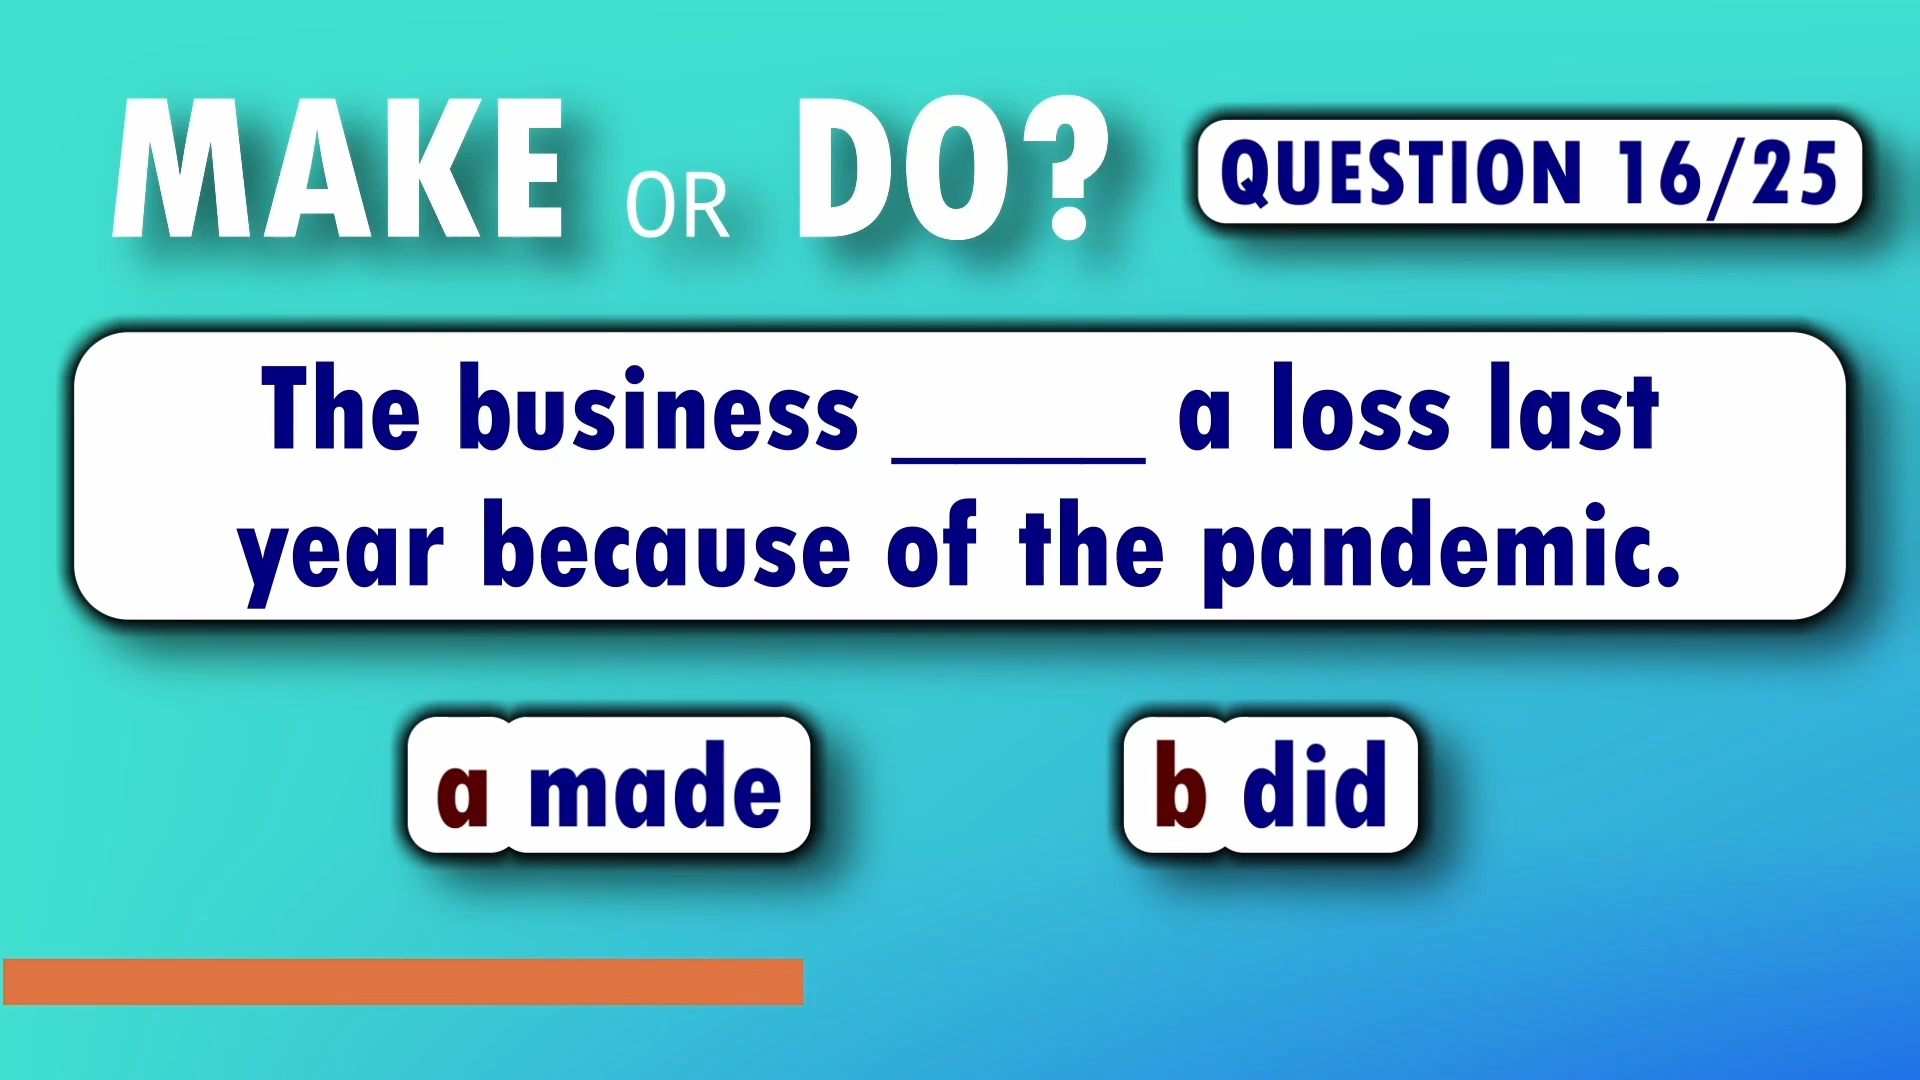 MAKE OR DO?
QUESTION 16/25
The business _____ a loss last
year because of the pandemic.
a made
b did